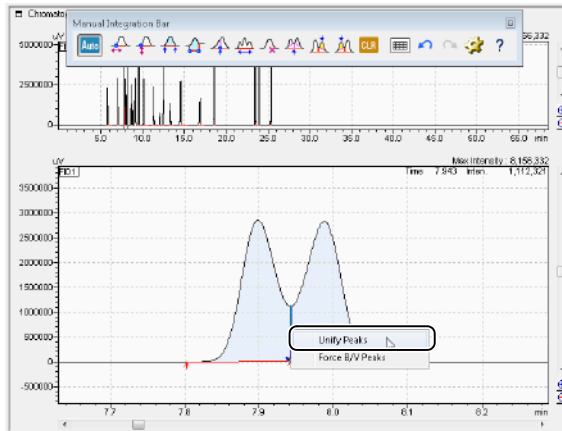 Chromato
Manual Integration Bar
Auto CLR ?
uV
5000000
2500000
0
5.0 10.0 15.0 20.0 25.0 30.0 35.0 40.0 45.0 50.0 55.0 60.0 65.0 min
uV Max Intensity : 8,156,332
FID1 Time 7.943 Inten. 1,112,321
3500000
3000000
2500000
2000000
1500000
1000000
500000
0
-500000
Unify Peaks
Force B/V Peaks
7.7 7.8 7.9 8.0 8.1 8.2 min